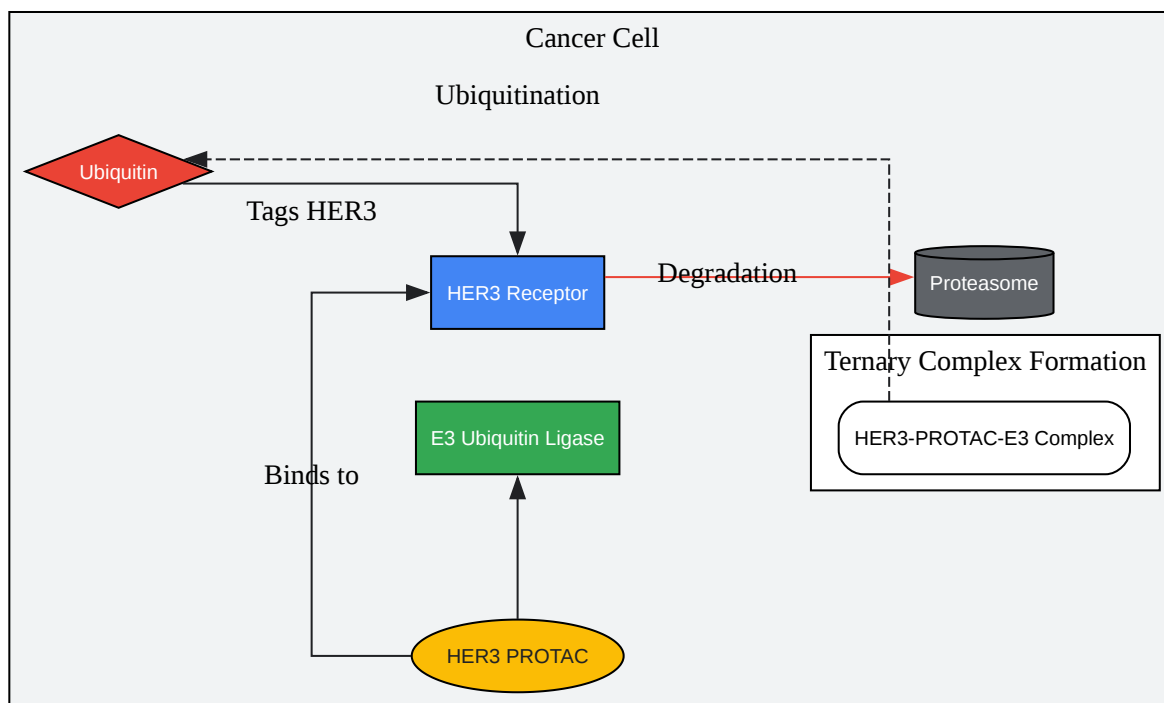 Cancer Cell
Ubiquitination
Ubiquitin
Tags HER3
HER3 Receptor
Degradation
Proteasome
Ternary Complex Formation
E3 Ubiquitin Ligase
HER3-PROTAC-E3 Complex
Binds to
HER3 PROTAC